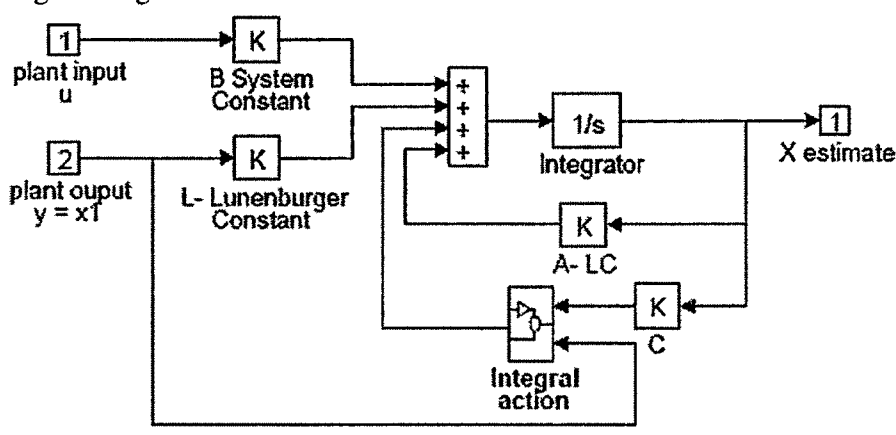 1
K
plant input
u
B System
Constant
2
K
plant ouput
y = x1
L- Lunenburger
Constant
+
+
+
+
1/s
Integrator
1
X estimate
K
A- LC
K
C
Integral
action